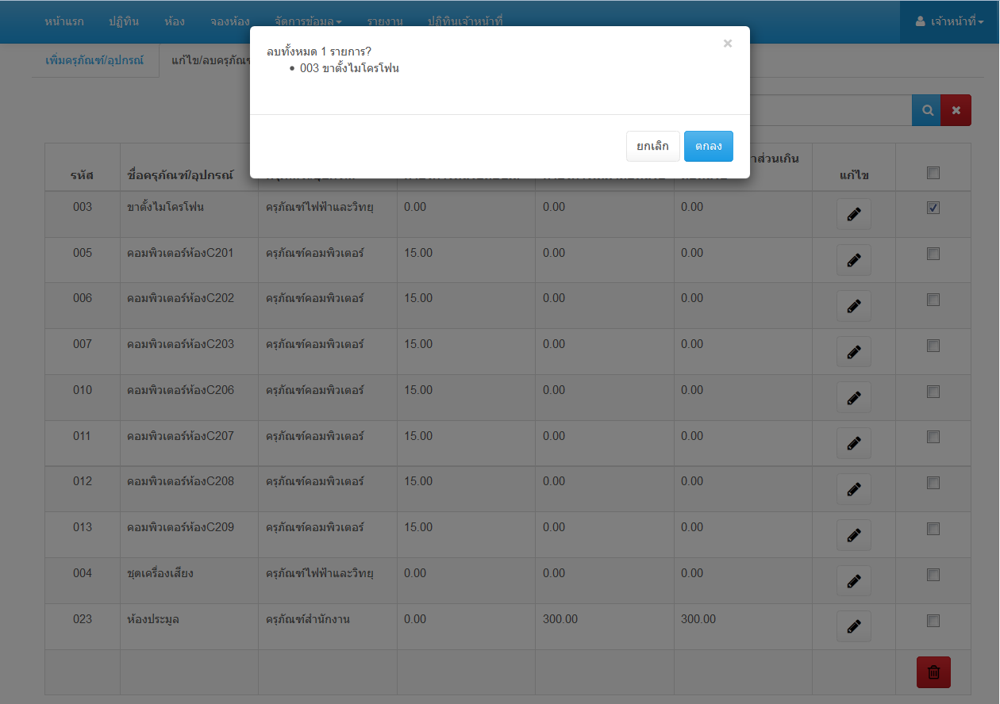 หน้าแรก ปฏิทิน ห้อง จองห้อง จัดการข้อมูล รายงาน ปฏิทินเจ้าหน้าที่ เจ้าหน้าที่
เพิ่มครุภัณฑ์/อุปกรณ์ แก้ไข/ลบครุภัณฑ์
ลบทั้งหมด 1 รายการ?
003 ขาตั้งไมโครโฟน
ยกเลิก ตกลง
รหัส ชื่อครุภัณฑ์/อุปกรณ์ ส่วนเกิน แก้ไข
003 ขาตั้งไมโครโฟน ครุภัณฑ์ไฟฟ้าและวิทยุ 0.00 0.00 0.00
005 คอมพิวเตอร์ห้องC201 ครุภัณฑ์คอมพิวเตอร์ 15.00 0.00 0.00
006 คอมพิวเตอร์ห้องC202 ครุภัณฑ์คอมพิวเตอร์ 15.00 0.00 0.00
007 คอมพิวเตอร์ห้องC203 ครุภัณฑ์คอมพิวเตอร์ 15.00 0.00 0.00
010 คอมพิวเตอร์ห้องC206 ครุภัณฑ์คอมพิวเตอร์ 15.00 0.00 0.00
011 คอมพิวเตอร์ห้องC207 ครุภัณฑ์คอมพิวเตอร์ 15.00 0.00 0.00
012 คอมพิวเตอร์ห้องC208 ครุภัณฑ์คอมพิวเตอร์ 15.00 0.00 0.00
013 คอมพิวเตอร์ห้องC209 ครุภัณฑ์คอมพิวเตอร์ 15.00 0.00 0.00
004 ชุดเครื่องเสียง ครุภัณฑ์ไฟฟ้าและวิทยุ 0.00 0.00 0.00
023 ห้องประมูล ครุภัณฑ์สำนักงาน 0.00 300.00 300.00